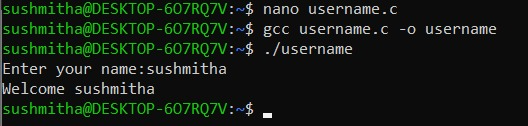 sushmitha@DESKTOP-6O7RQ7V:~$ nano username.c
sushmitha@DESKTOP-6O7RQ7V:~$ gcc username.c -o username
sushmitha@DESKTOP-6O7RQ7V:~$ ./username
Enter your name:sushmitha
Welcome sushmitha
sushmitha@DESKTOP-6O7RQ7V:~$